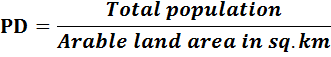 PD = Total population / Arable land area in sq.km